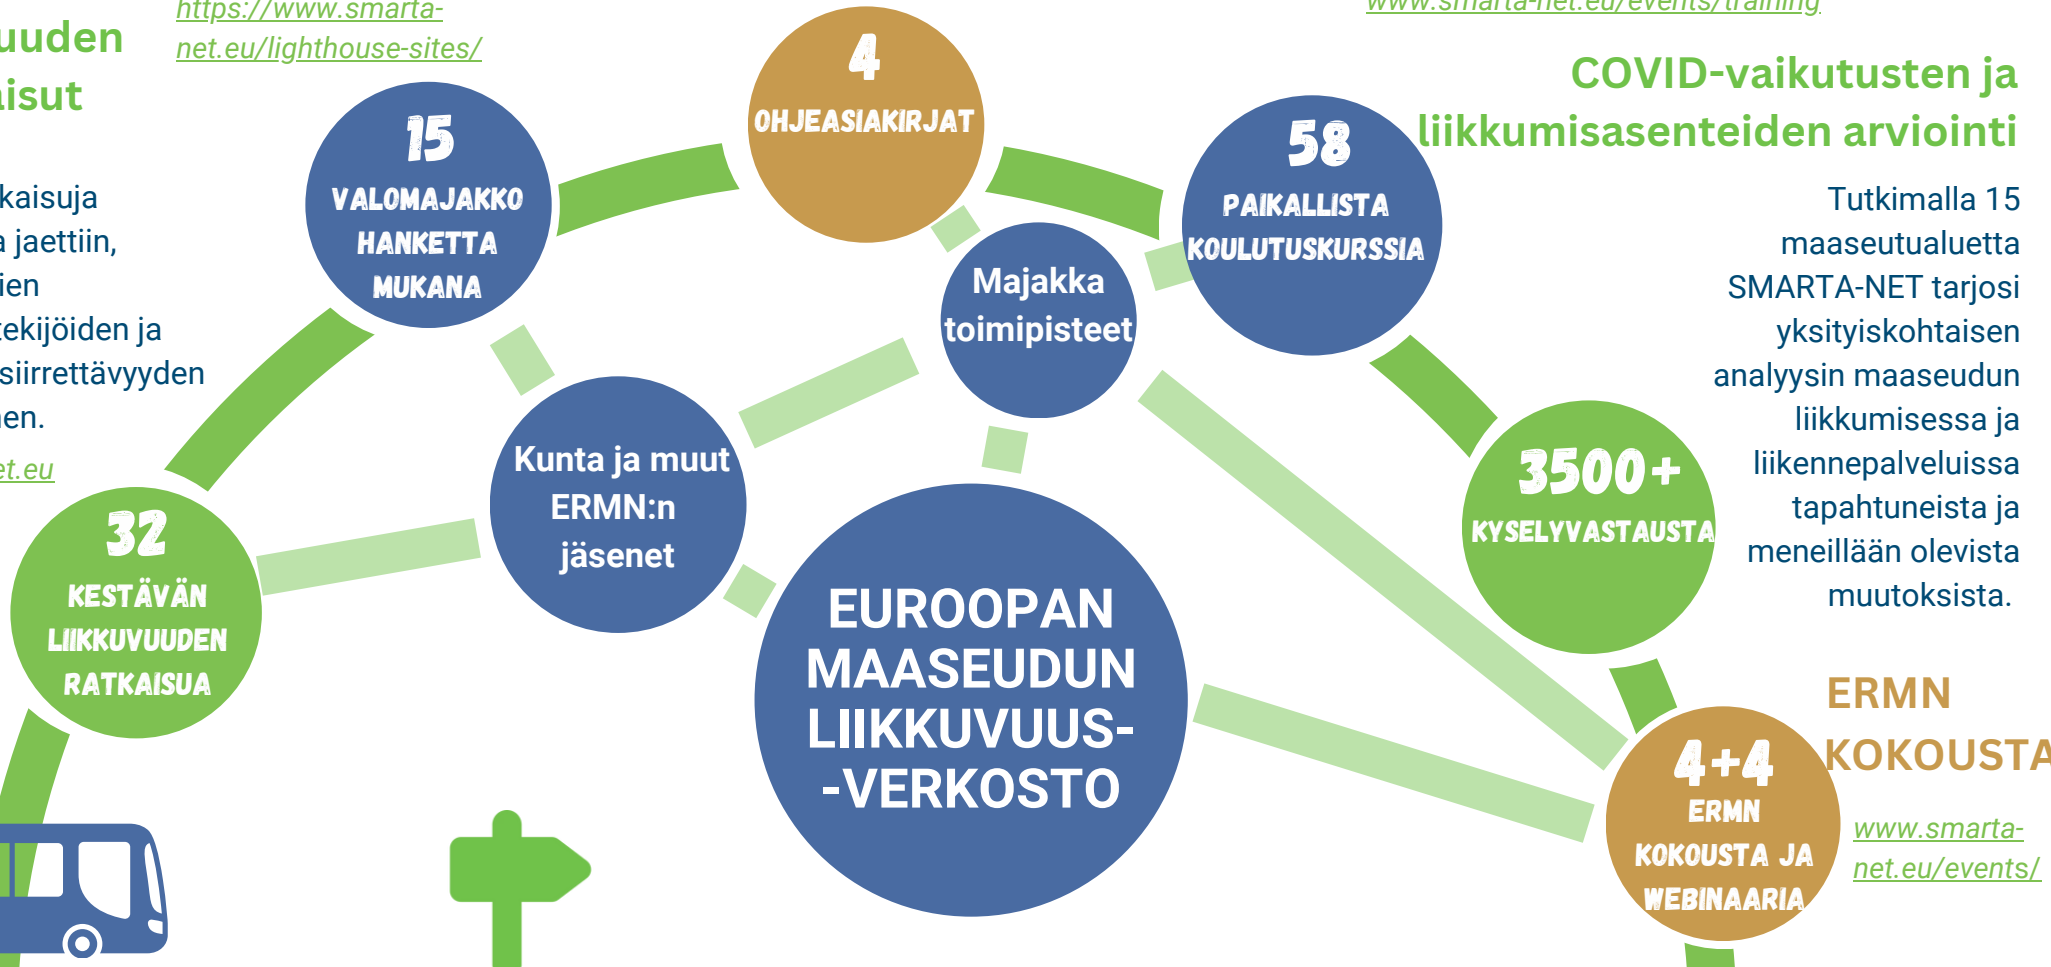 https://www.smarta-
net.eu/lighthouse-sites/
www.smarta-net.eu/events/training
uuden
aisut
kaisuja
a jaettiin,
ien
tekijöiden ja
siirrettävyyden
nen.
et.eu
15
VALOMAJAKKO
HANKETTA
MUKANA
4
OHJEASIAKIRJAT
58
PAIKALLISTA
KOULUTUSKURSSIA
COVID-vaikutusten ja
liikkumisasenteiden arviointi
Tutkimalla 15
maaseutualuetta
SMARTA-NET tarjosi
yksityiskohtaisen
analyysin maaseudun
liikkumisessa ja
liikennepalveluissa
tapahtuneista ja
meneillään olevista
muutoksista.
Majakka
toimipisteet
Kunta ja muut
ERMN:n
jäsenet
3500+
KYSELYVASTAUSTA
32
KESTÄVÄN
LIIKKUVUUDEN
RATKAISUA
EUROOPAN
MAASEUDUN
LIIKKUVUUS-
-VERKOSTO
ERMN
KOKOUSTA
4+4
ERMN
KOKOUSTA JA
WEBINAARIA
www.smarta-
net.eu/events/